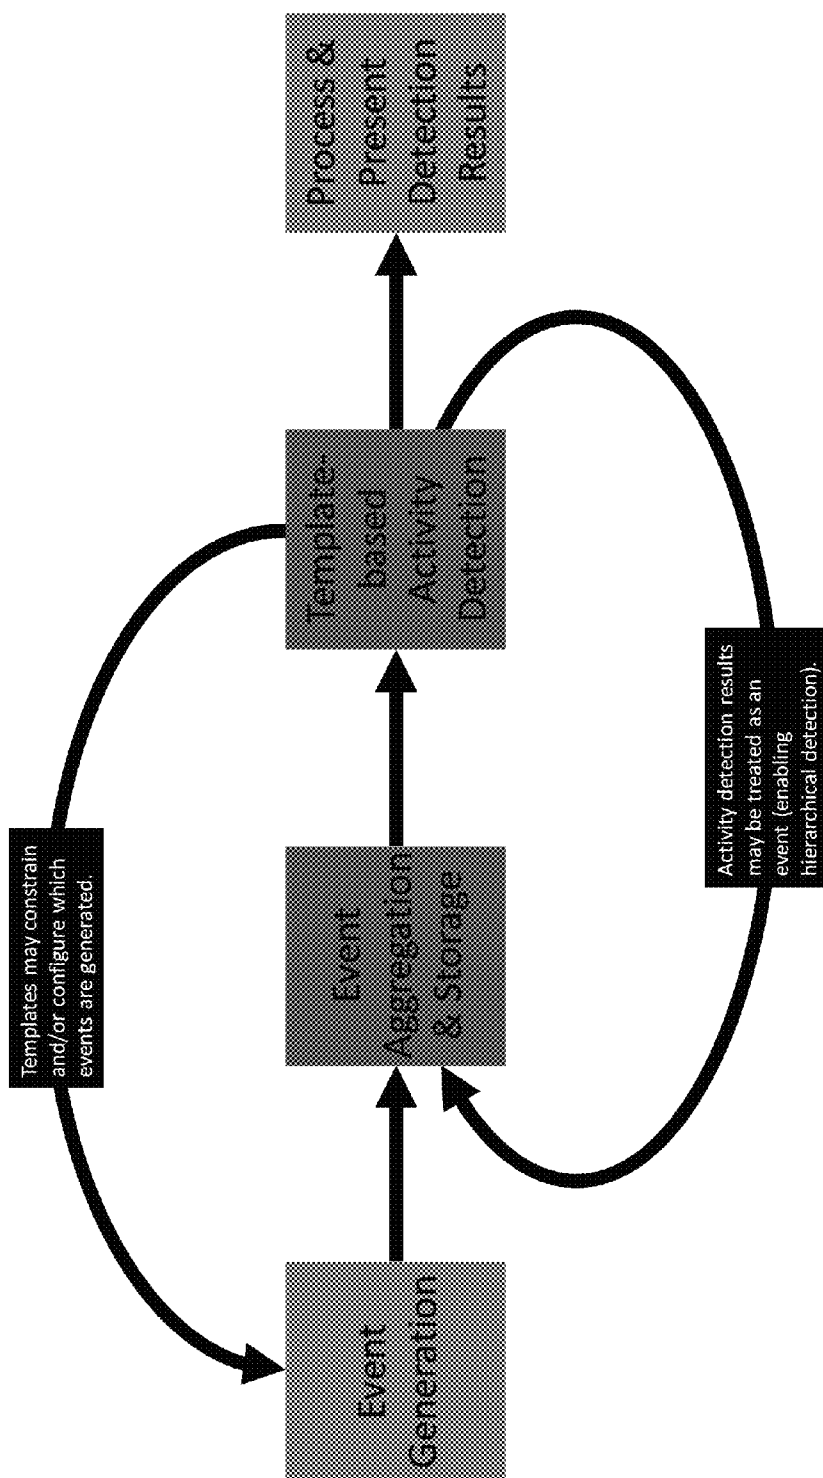 Templates may constrain
and/or configure which
events are generated.
Event
Generation
Event
Aggregation
& Storage
Template-
based
Activity
Detection
Process &
Present
Detection
Results
Activity detection results
may be treated as an
event (enabling
hierarchical detection).